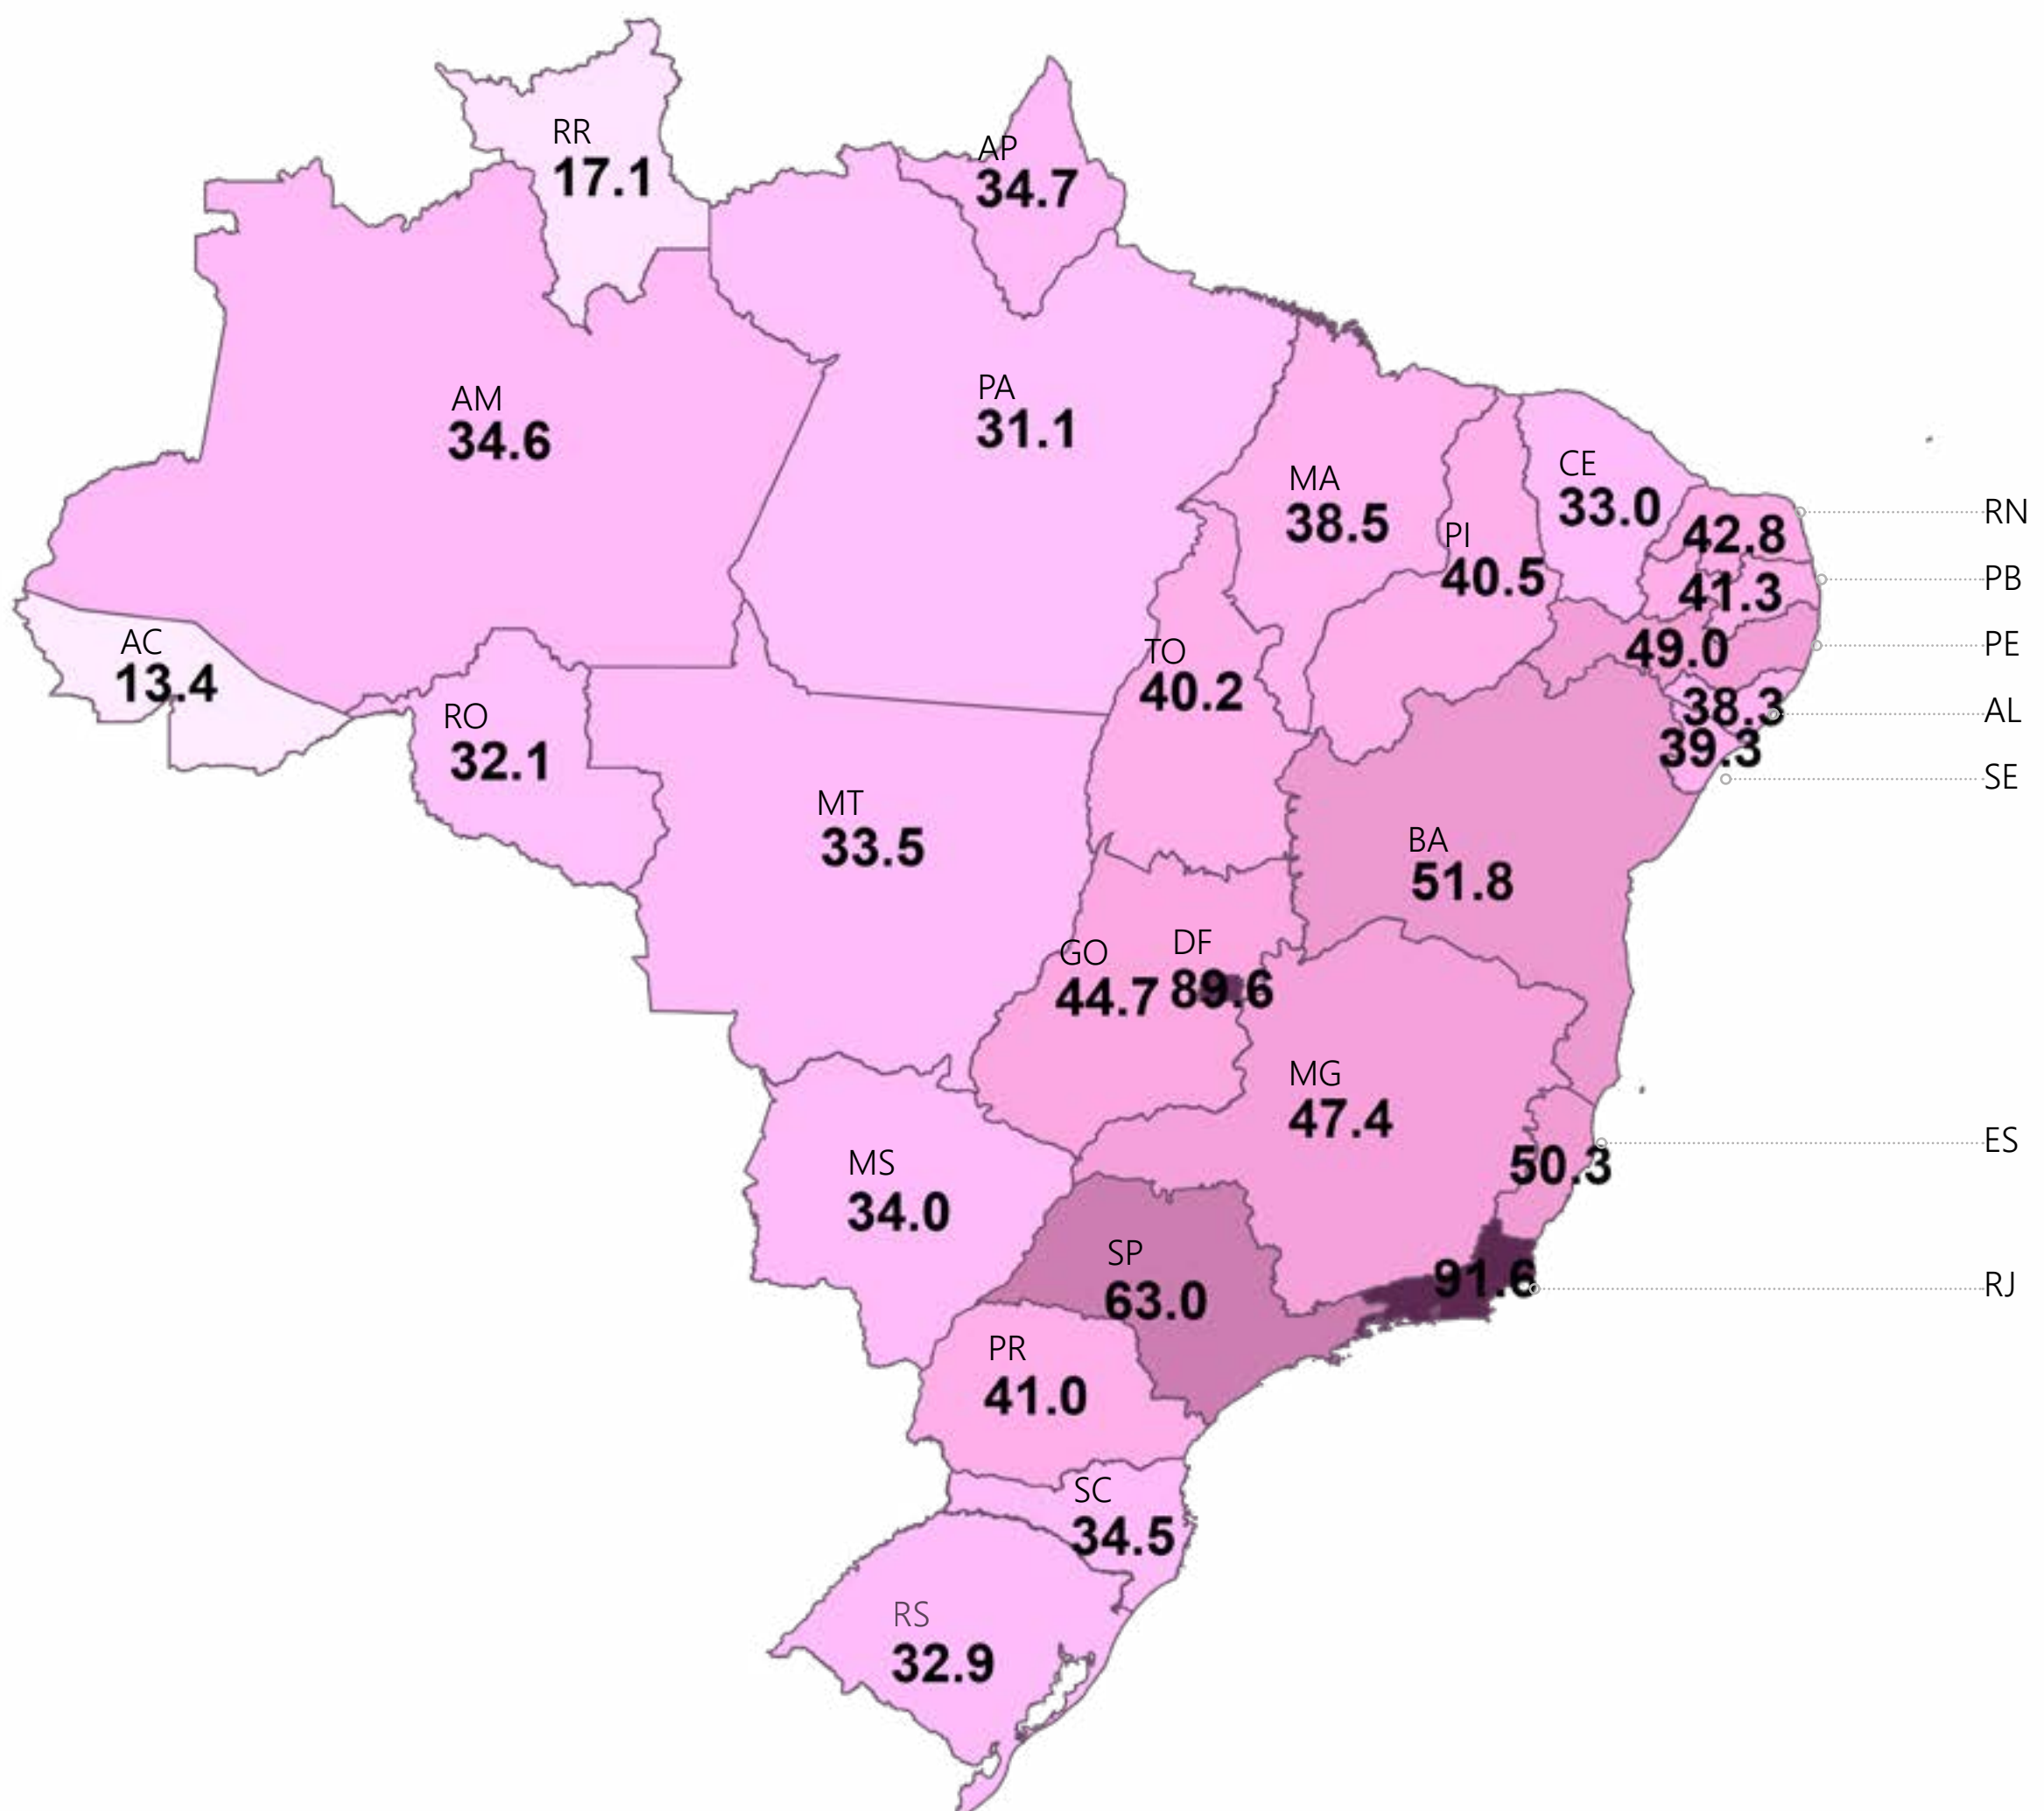 RR
17.1
AP
34.7
AM
34.6
PA
31.1
MA
38.5
CE
33.0
RN
42.8
PI
40.5
PB
41.3
AC
13.4
TO
40.2
PE
49.0
RO
32.1
AL
38.3
39.3
SE
MT
33.5
BA
51.8
GO
44.7
DF
89.6
MG
47.4
ES
50.3
MS
34.0
SP
63.0
RJ
91.6
PR
41.0
SC
34.5
RS
32.9